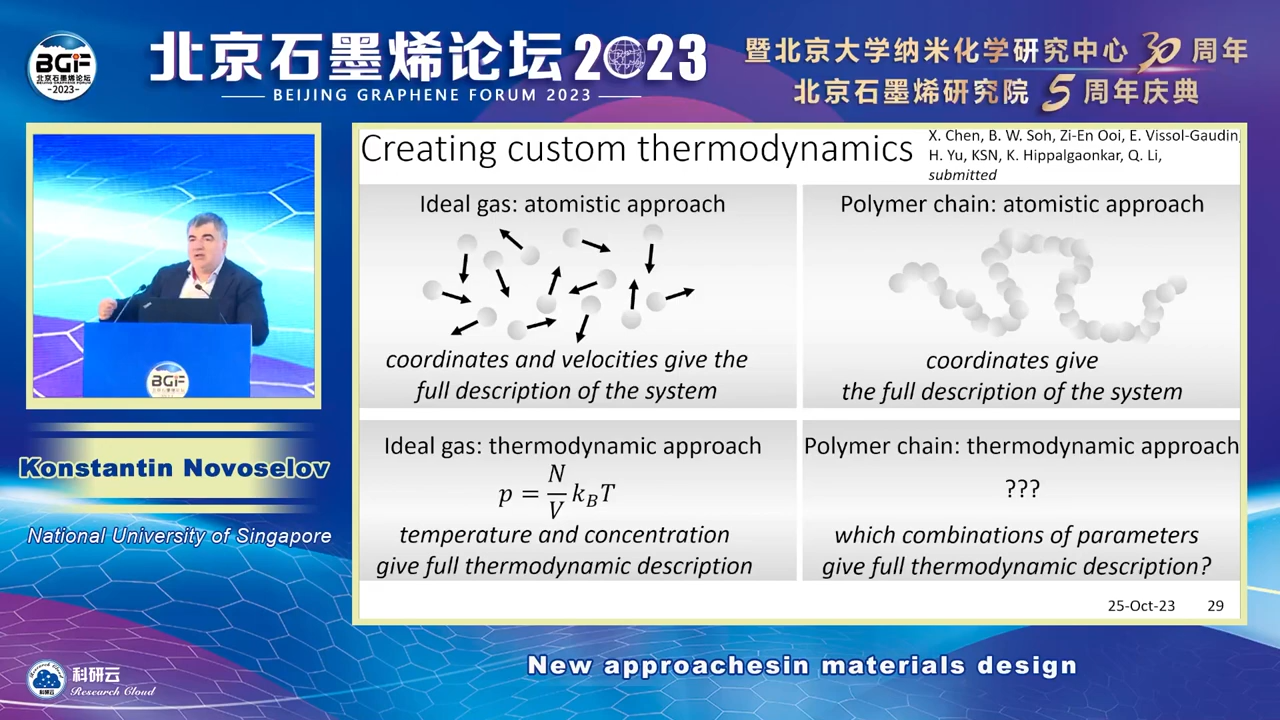 BGF
北京石墨烯论坛
BEIJING GRAPHENE FORUM
2023
北京石墨烯论坛2023
BEIJING GRAPHENE FORUM 2023
暨北京大学纳米化学研究中心30周年
北京石墨烯研究院5周年庆典
BGF
Konstantin Novoselov
National University of Singapore
Creating custom thermodynamics
X. Chen, B. W. Soh, Zi-En Ooi, E. Vissol-Gaudin,
H. Yu, KSN, K. Hippalgaonkar, Q. Li,
submitted
Ideal gas: atomistic approach
coordinates and velocities give the
full description of the system
Polymer chain: atomistic approach
coordinates give
the full description of the system
Ideal gas: thermodynamic approach
p = N/V k_B T
temperature and concentration
give full thermodynamic description
Polymer chain: thermodynamic approach
???
which combinations of parameters
give full thermodynamic description?
25-Oct-23 29
科研云
Research Cloud
New approachesin materials design